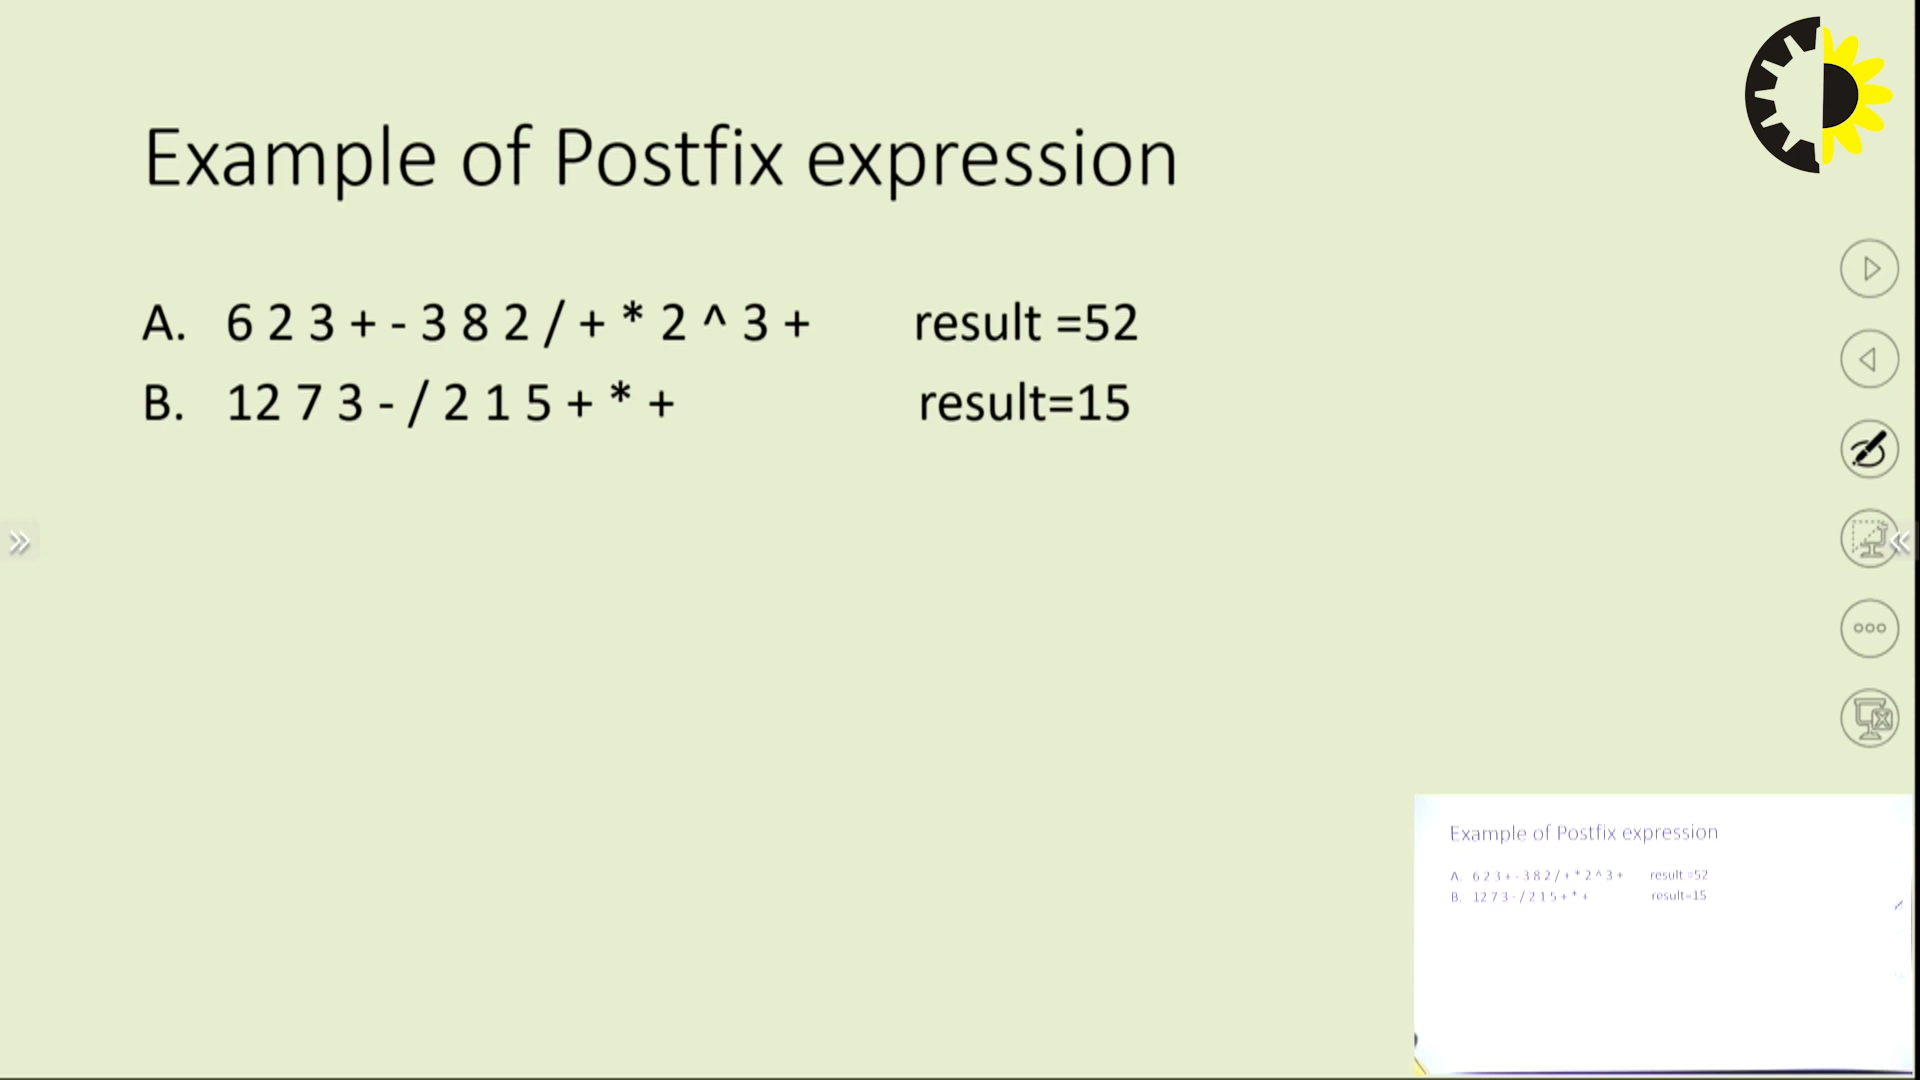 Example of Postfix expression
A. 6 2 3 + - 3 8 2 / + * 2 ^ 3 + result =52
B. 12 7 3 - / 2 1 5 + * + result=15
Example of Postfix expression
A. 6 2 3 + - 3 8 2 / + * 2 ^ 3 + result =52
B. 12 7 3 - / 2 1 5 + * + result=15